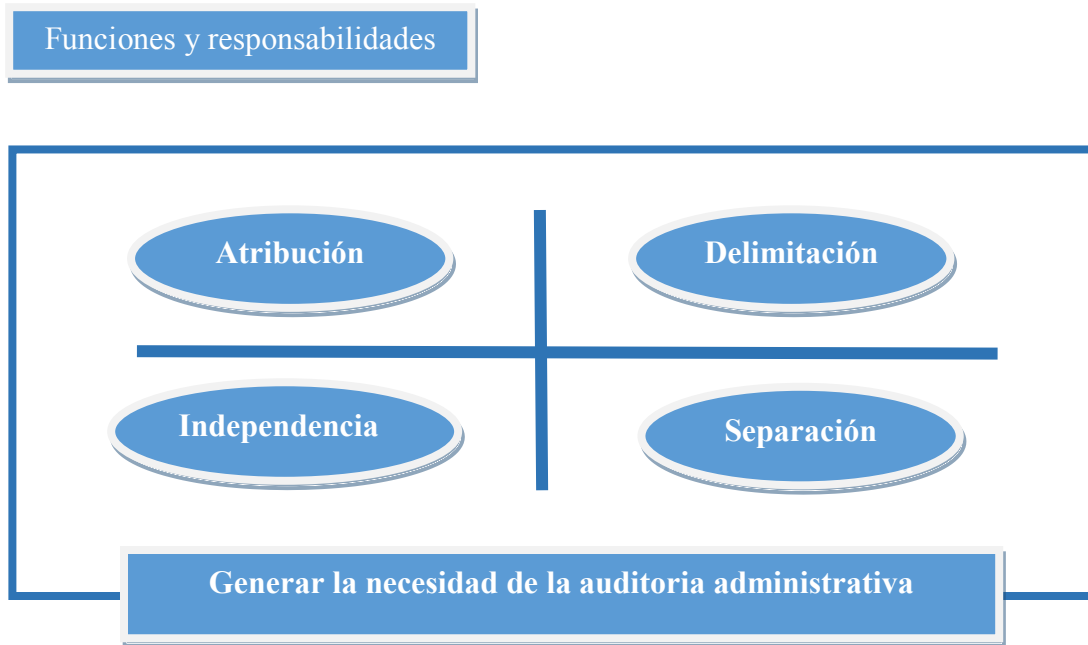 Funciones y responsabilidades
Atribución
Delimitación
Independencia
Separación
Generar la necesidad de la auditoria administrativa